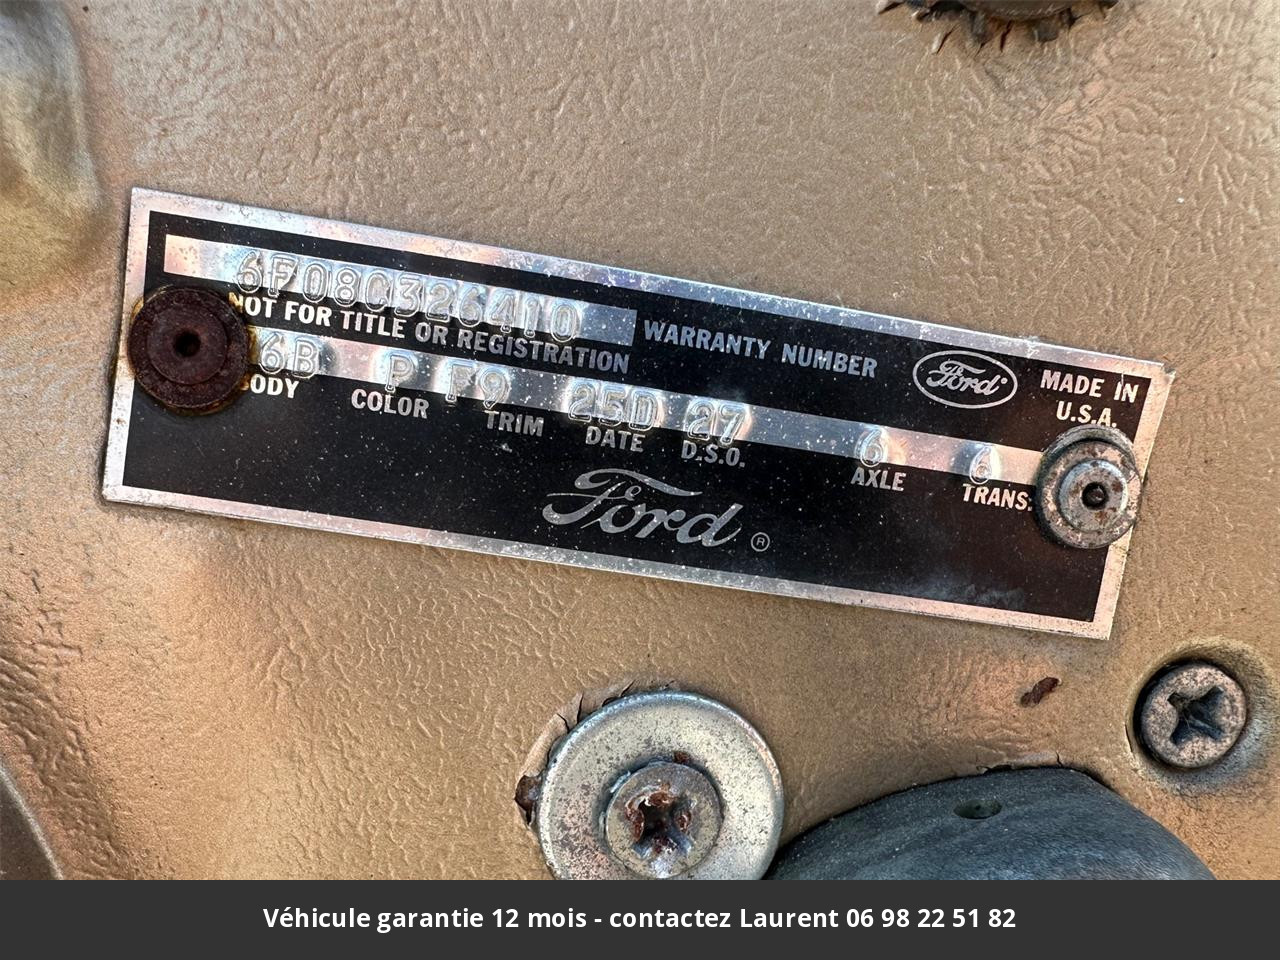 6F08C326410
NOT FOR TITLE OR REGISTRATION
WARRANTY NUMBER
Ford
MADE IN
U.S.A.
6B P F9 25D 27 6 6
BODY COLOR TRIM DATE D.S.O. AXLE TRANS.
Ford ®
Véhicule garantie 12 mois - contactez Laurent 06 98 22 51 82